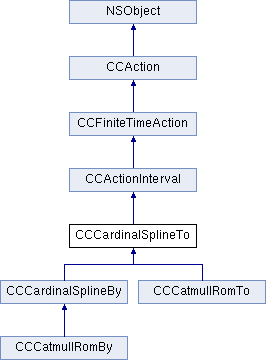 NSObject
CCAction
CCFiniteTimeAction
CCActionInterval
CCCardinalSplineTo
CCCardinalSplineBy
CCCatmullRomTo
CCCatmullRomBy